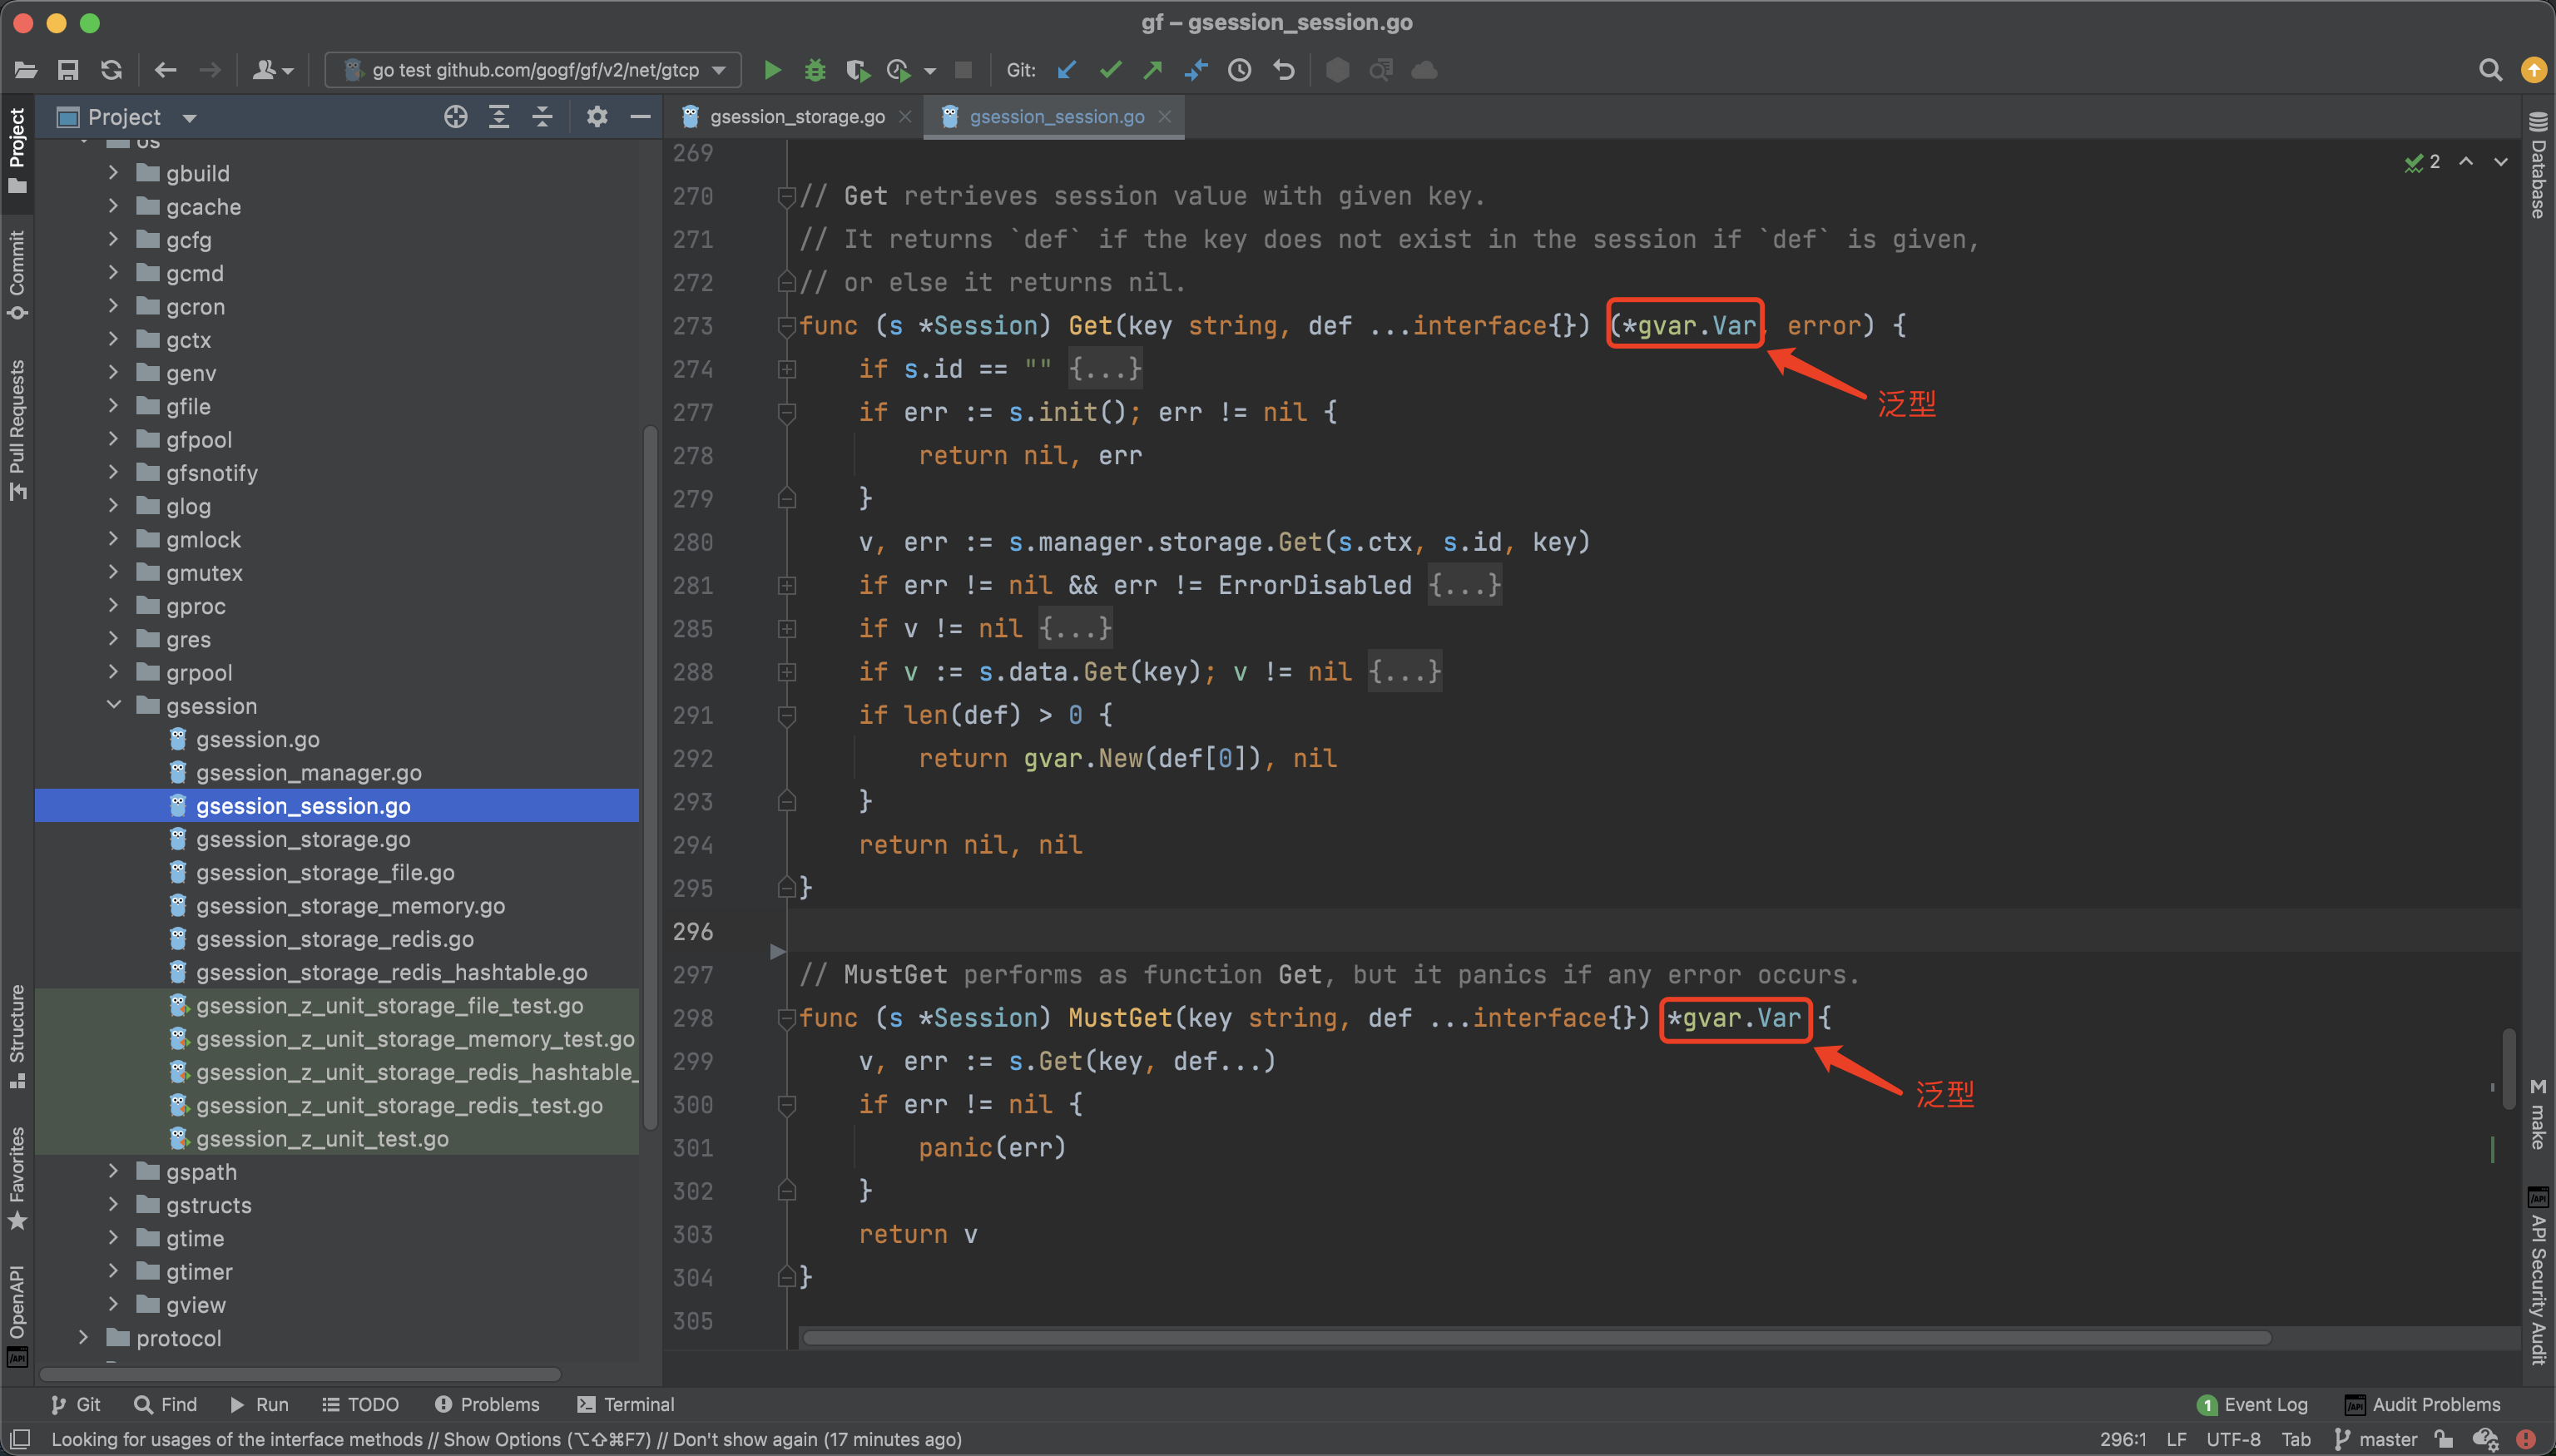 gf – gsession_session.go
go test github.com/gogf/gf/v2/net/gtcp
Git:
Project
gsession_storage.go
gsession_session.go
Project
Commit
Pull Requests
Structure
Favorites
OpenAPI
os
gbuild
gcache
gcfg
gcmd
gcron
gctx
genv
gfile
gfpool
gfsnotify
glog
gmlock
gmutex
gproc
gres
grpool
gsession
gsession.go
gsession_manager.go
gsession_session.go
gsession_storage.go
gsession_storage_file.go
gsession_storage_memory.go
gsession_storage_redis.go
gsession_storage_redis_hashtable.go
gsession_z_unit_storage_file_test.go
gsession_z_unit_storage_memory_test.go
gsession_z_unit_storage_redis_hashtable_
gsession_z_unit_storage_redis_test.go
gsession_z_unit_test.go
gspath
gstructs
gtime
gtimer
gview
protocol
2
269
270 // Get retrieves session value with given key.
271 // It returns `def` if the key does not exist in the session if `def` is given,
272 // or else it returns nil.
273 func (s *Session) Get(key string, def ...interface{}) (*gvar.Var, error) {
274 if s.id == "" {...}
泛型
277 if err := s.init(); err != nil {
278 return nil, err
279 }
280 v, err := s.manager.storage.Get(s.ctx, s.id, key)
281 if err != nil && err != ErrorDisabled {...}
285 if v != nil {...}
288 if v := s.data.Get(key); v != nil {...}
291 if len(def) > 0 {
292 return gvar.New(def[0]), nil
293 }
294 return nil, nil
295 }
296
297 // MustGet performs as function Get, but it panics if any error occurs.
298 func (s *Session) MustGet(key string, def ...interface{}) *gvar.Var {
299 v, err := s.Get(key, def...)
泛型
300 if err != nil {
301 panic(err)
302 }
303 return v
304 }
305
Database
M make
API Security Audit
Git Find Run TODO Problems Terminal
1 Event Log Audit Problems
Looking for usages of the interface methods // Show Options (⌥⇧⌘F7) // Don't show again (17 minutes ago)
296:1 LF UTF-8 Tab master